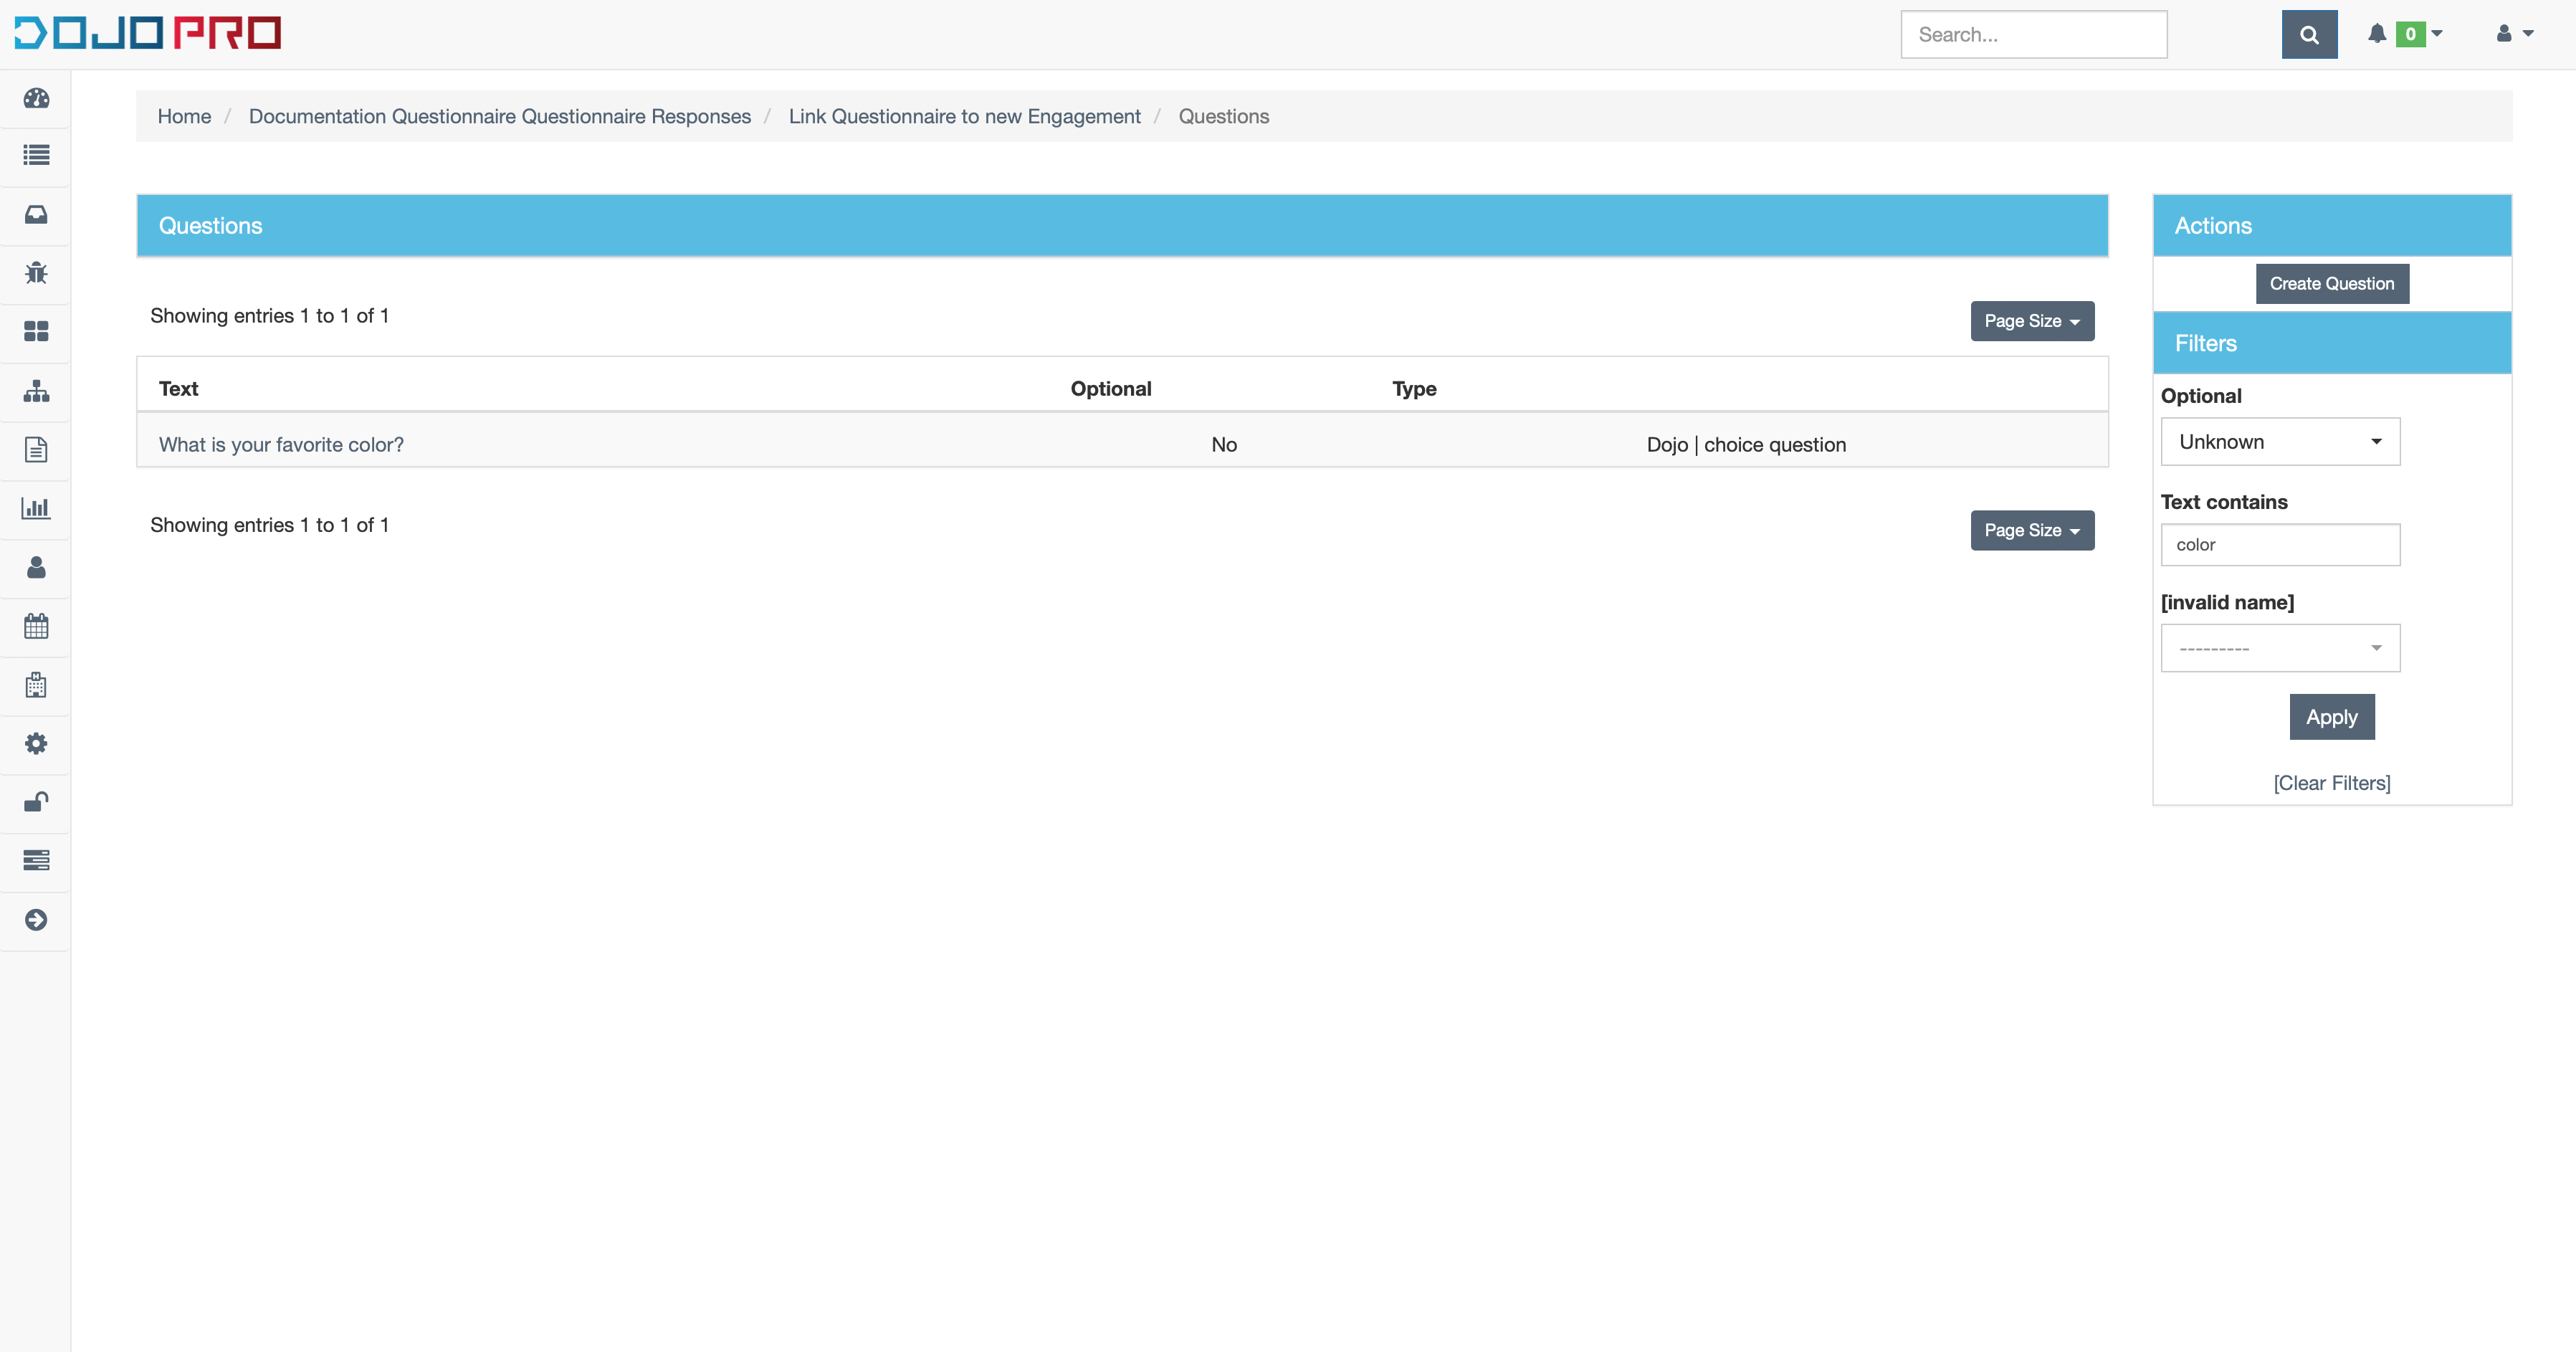 DOJO PRO
Search...
0
Home / Documentation Questionnaire Questionnaire Responses / Link Questionnaire to new Engagement / Questions
Questions
Showing entries 1 to 1 of 1
Page Size
Text Optional Type
What is your favorite color? No Dojo | choice question
Showing entries 1 to 1 of 1
Page Size
Actions
Create Question
Filters
Optional
Unknown
Text contains
color
[invalid name]
---------
Apply
[Clear Filters]